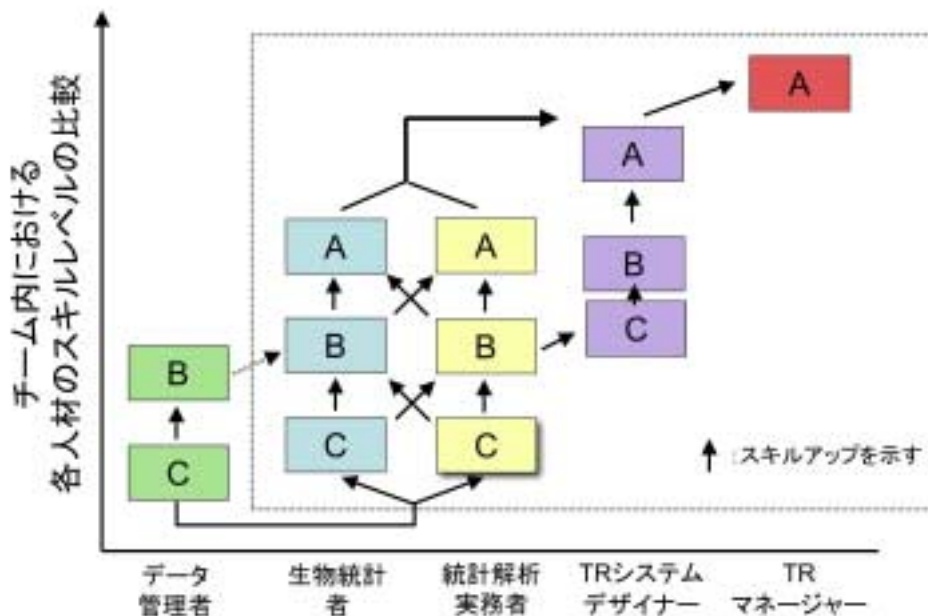 チーム内における
各人材のスキルレベルの比較
A
A
A
A
B
B
B
B
C
C
C
C
:スキルアップを示す
データ
管理者
生物統計
者
統計解析
実務者
TRシステム
デザイナー
TR
マネージャー